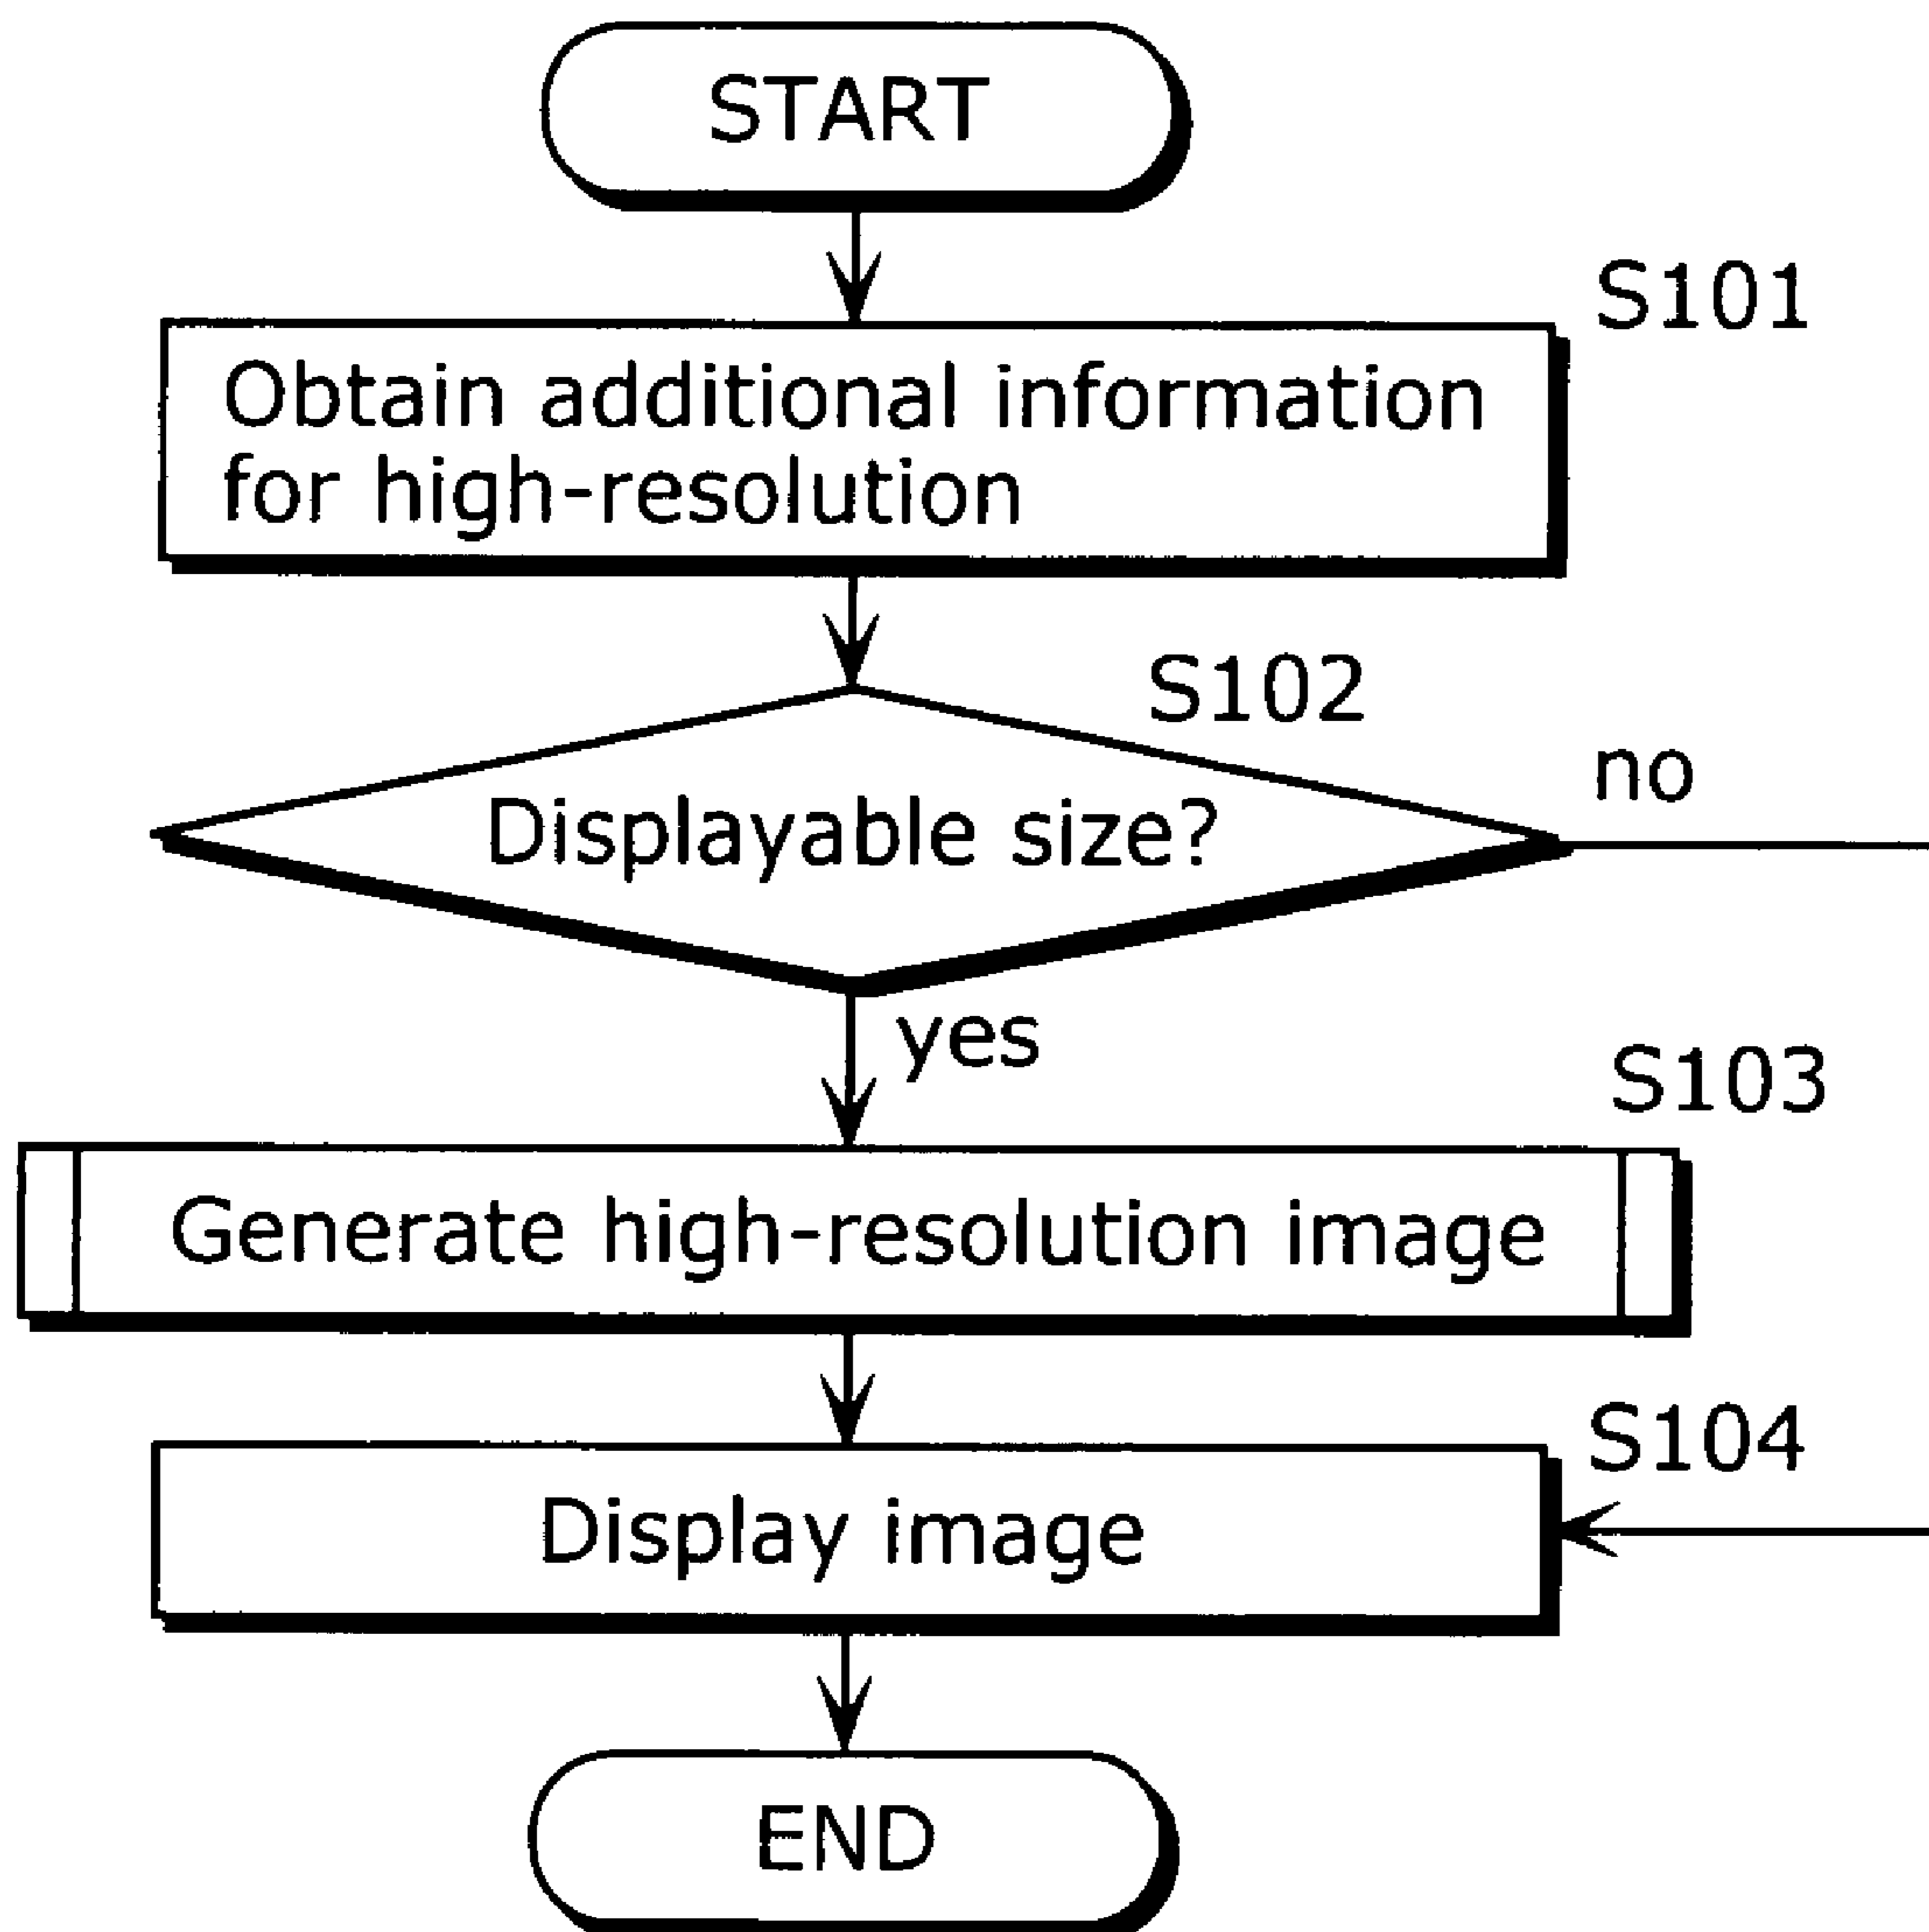 START
S101
Obtain additional information
for high-resolution
S102
no
Displayable size?
yes
S103
Generate high-resolution image
S104
Display image
END